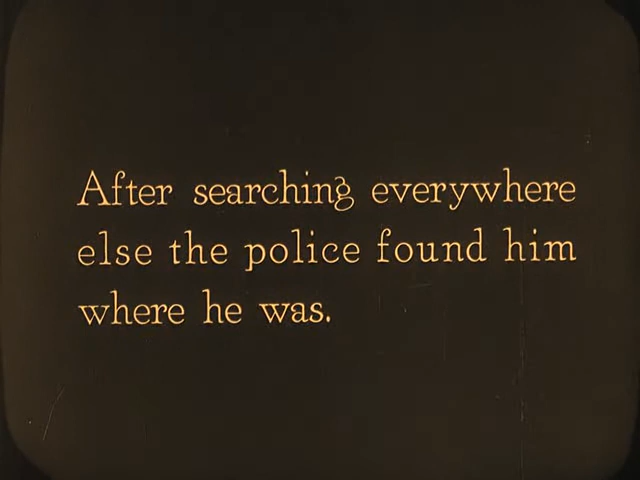 After searching everywhere
else the police found him
where he was.